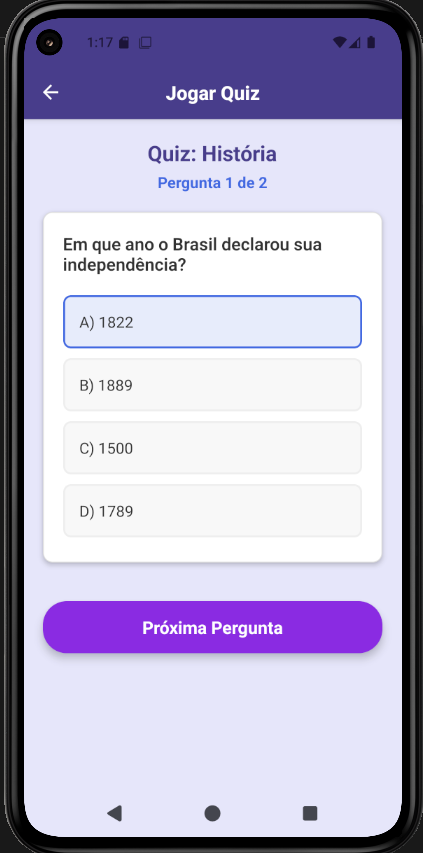 1:17
Jogar Quiz
Quiz: História
Pergunta 1 de 2
Em que ano o Brasil declarou sua
independência?
A) 1822
B) 1889
C) 1500
D) 1789
Próxima Pergunta